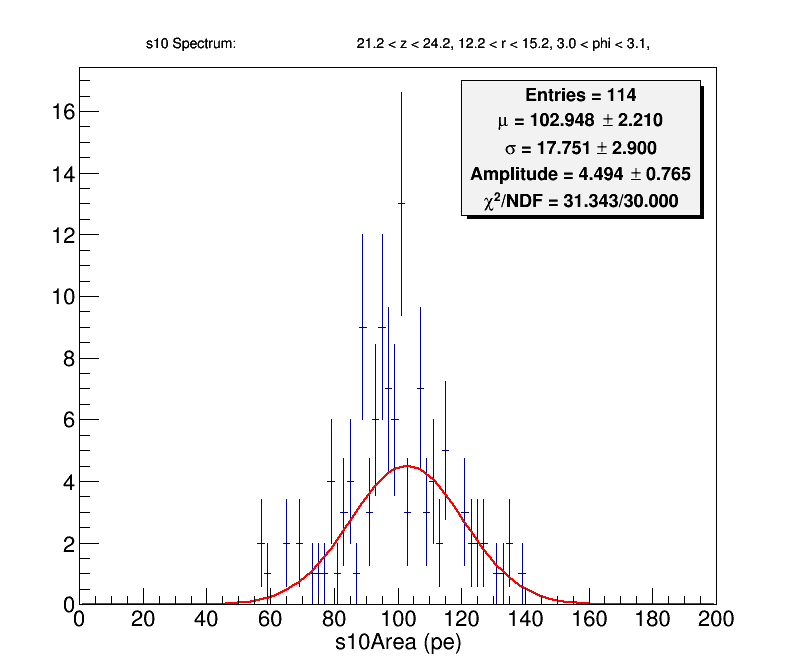 s10 Spectrum: 21.2 < z < 24.2, 12.2 < r < 15.2, 3.0 < phi < 3.1,
Entries = 114
μ = 102.948 ± 2.210
σ = 17.751 ± 2.900
Amplitude = 4.494 ± 0.765
χ²/NDF = 31.343/30.000
16
14
12
10
8
6
4
2
0
0 20 40 60 80 100 120 140 160 180 200
s10Area (pe)